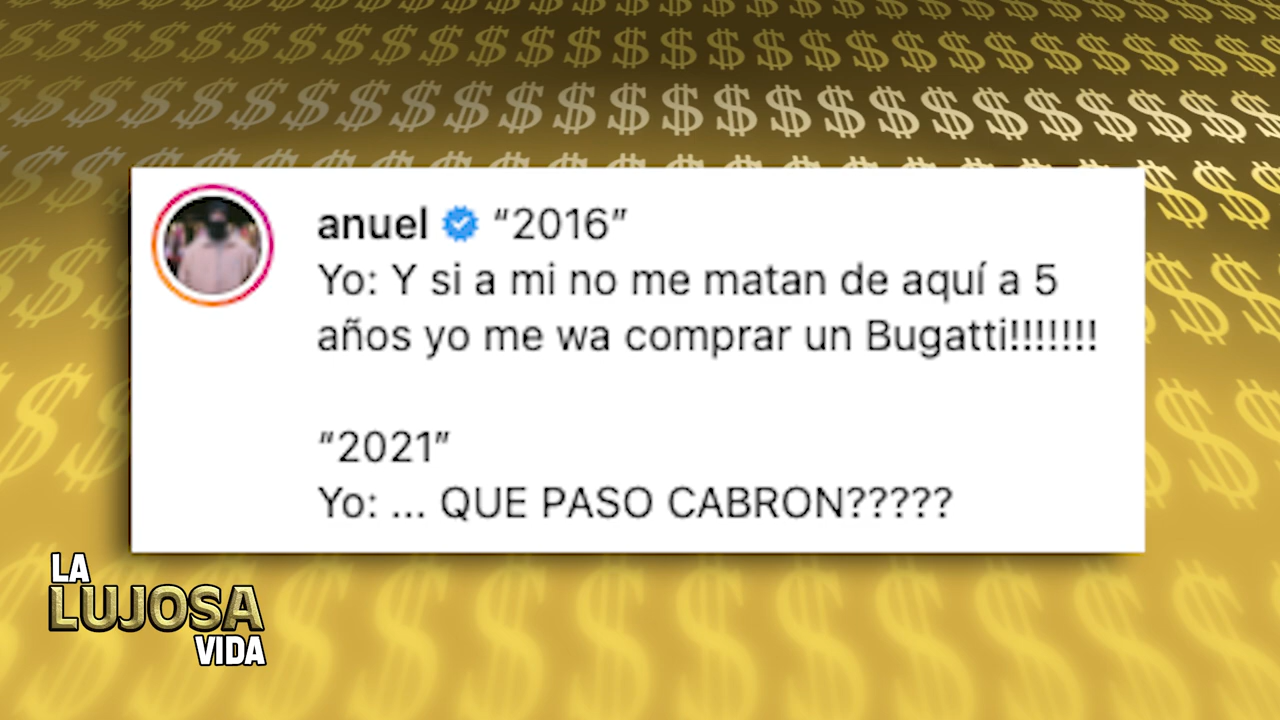 anuel "2016"
Yo: Y si a mi no me matan de aquí a 5
años yo me wa comprar un Bugatti!!!!!!!
"2021"
Yo: ... QUE PASO CABRON?????
LA
LUJOSA
VIDA